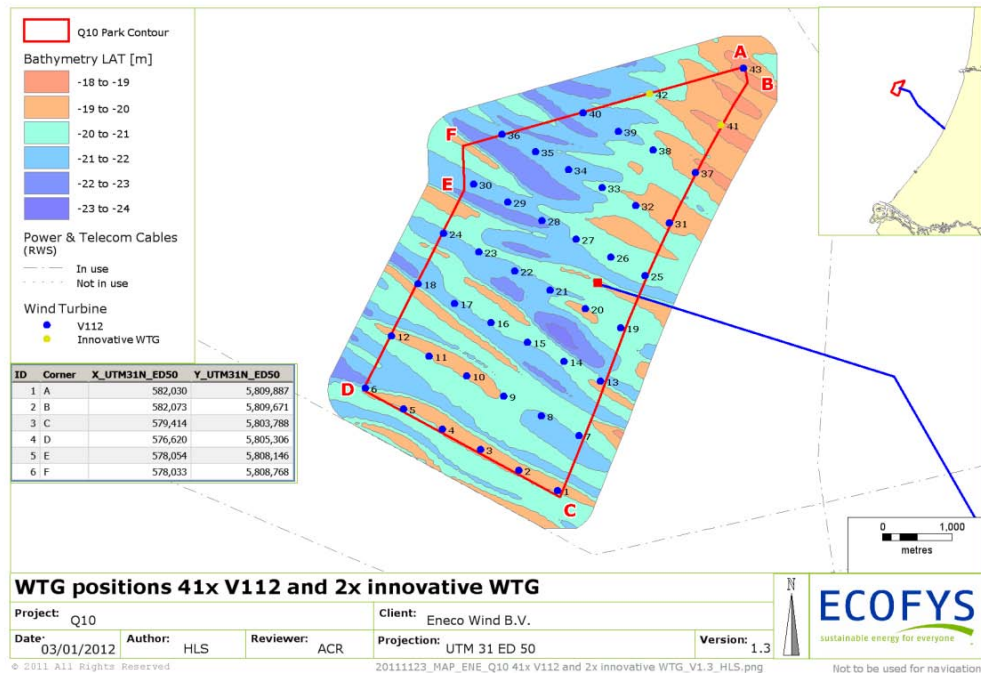 Q10 Park Contour
Bathymetry LAT [m]
-18 to -19
-19 to -20
-20 to -21
-21 to -22
-22 to -23
-23 to -24
Power & Telecom Cables
(RWS)
In use
not in use
Wind Turbine
V112
Innovative WTG
ID Corner X_UTM31N_ED50 Y_UTM31N_ED50
1 A 582,030 5,809,887
2 B 582,073 5,809,671
3 C 579,414 5,803,788
4 D 576,620 5,805,306
5 E 578,054 5,808,146
6 F 578,033 5,808,768
A
43
B
42
41
40
39
F
36
38
35
34
37
33
E
30
32
29
28
31
24
27
23
26
22
25
18
21
17
20
16
19
12
15
11
14
10
13
D
6
9
5
8
4
7
3
2
1
C
0 1,000
metres
WTG positions 41x V112 and 2x innovative WTG
N
ECOFYS
sustainable energy for everyone
Project: Q10
Client: Eneco Wind B.V.
Date: 03/01/2012
Author: HLS
Reviewer: ACR
Projection: UTM 31 ED 50
Version: 1.3
© 2011 All Rights Reserved
20111123_MAP_ENE_Q10 41x V112 and 2x innovative WTG_V1.3_HLS.png
Not to be used for navigation